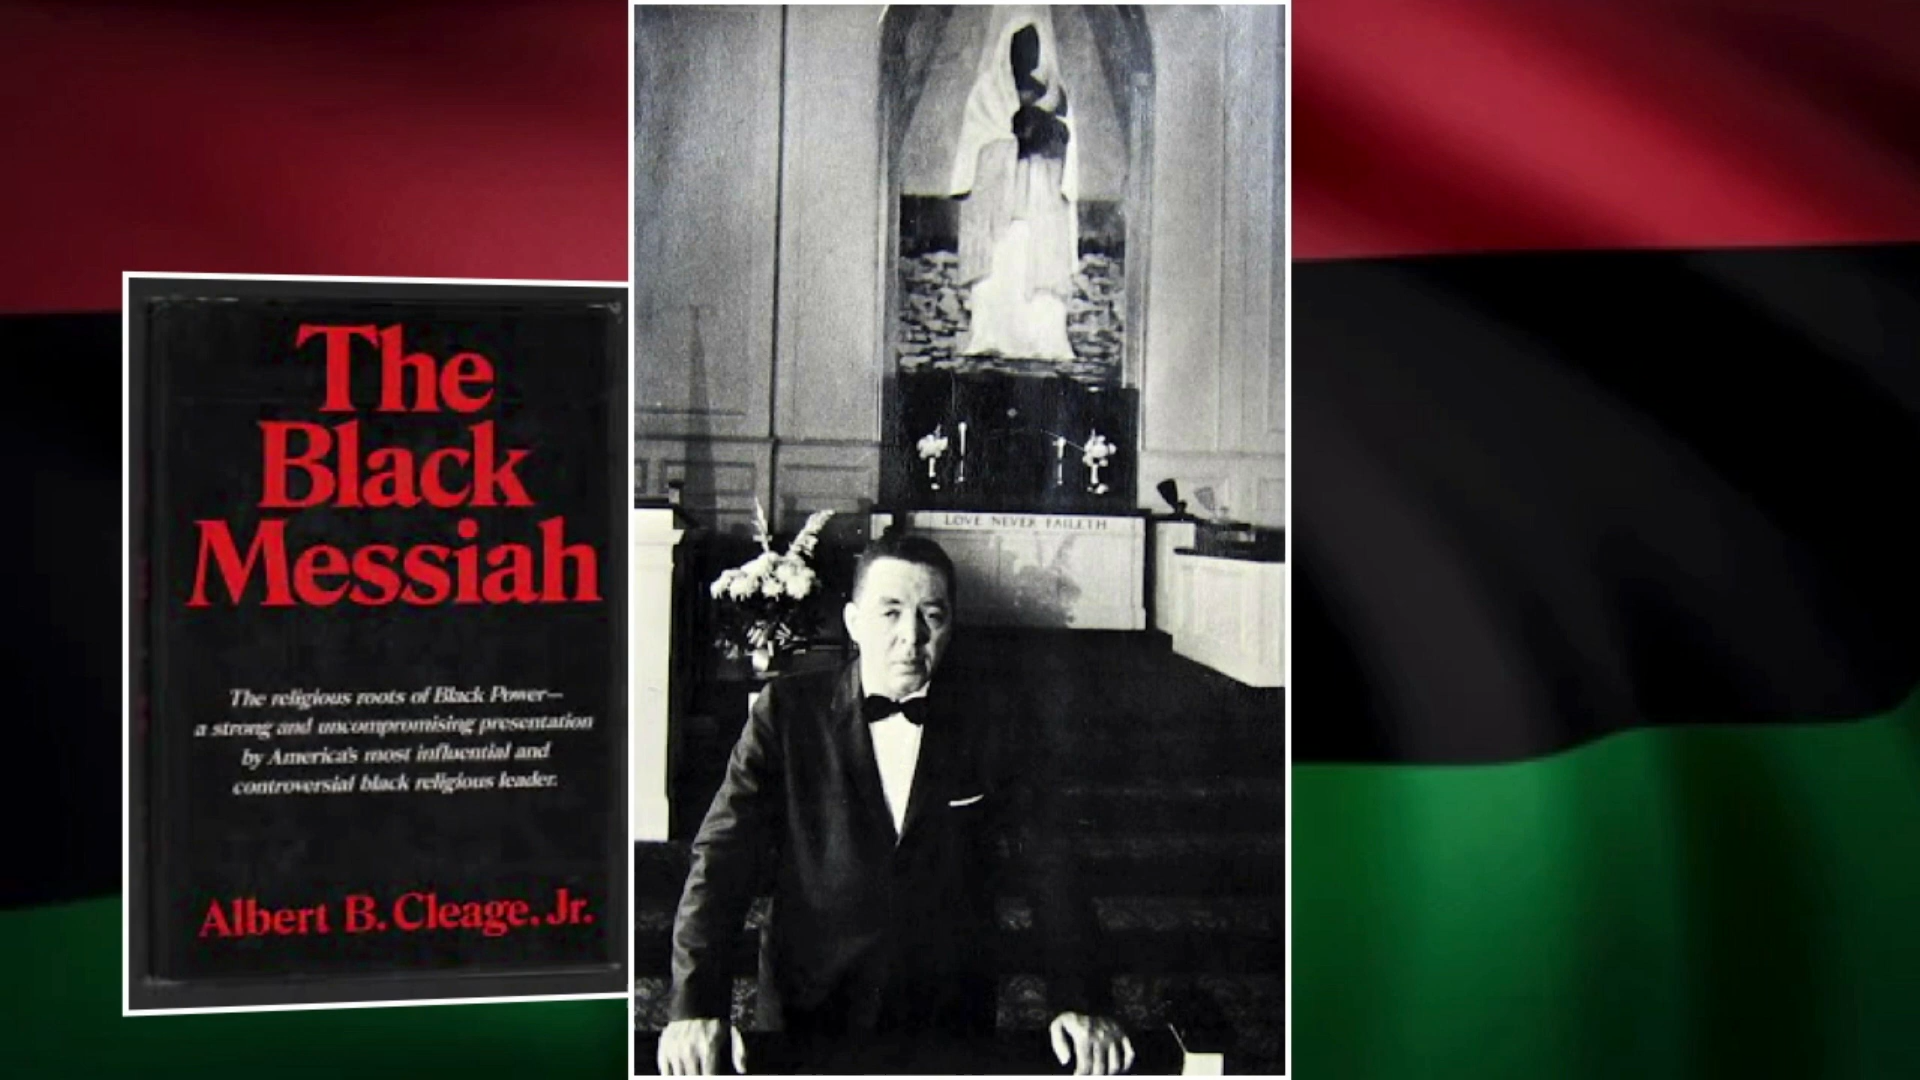 The
Black
Messiah
The religious roots of Black Power—
a strong and uncompromising presentation
by America's most influential and
controversial black religious leader.
Albert B. Cleage, Jr.
LOVE NEVER FAILETH